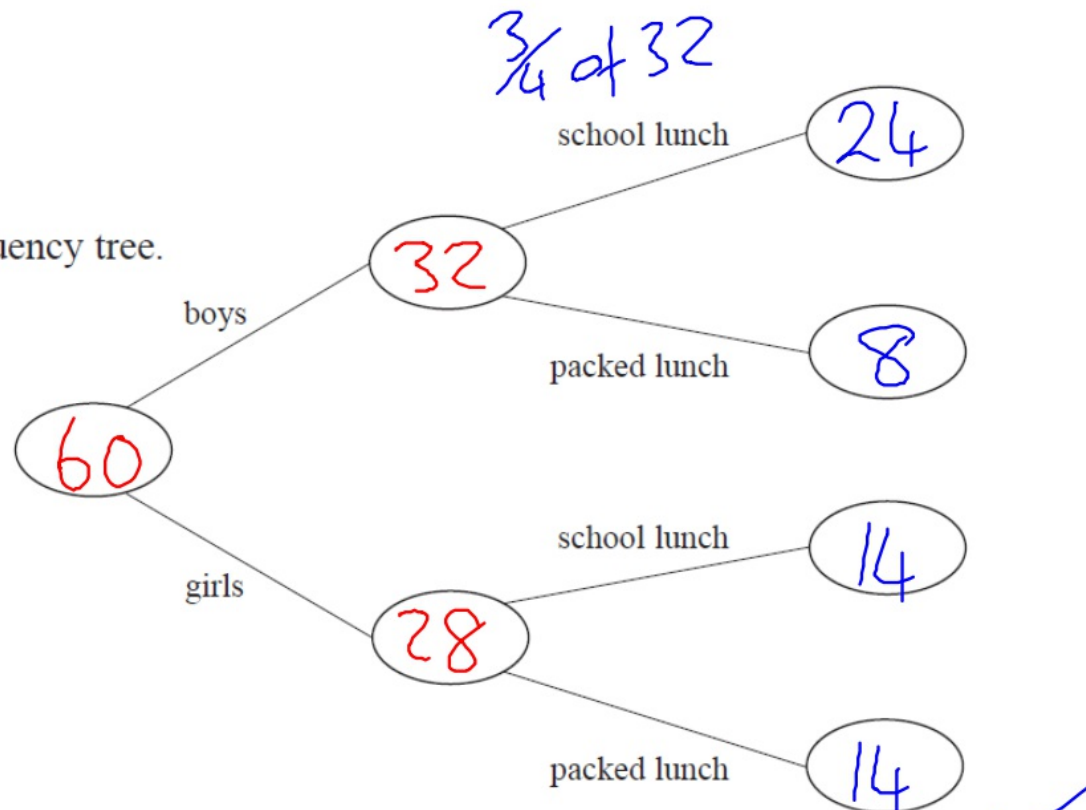 3/4 of 32
school lunch
24
uency tree.
32
boys
packed lunch
8
60
school lunch
14
girls
28
packed lunch
14